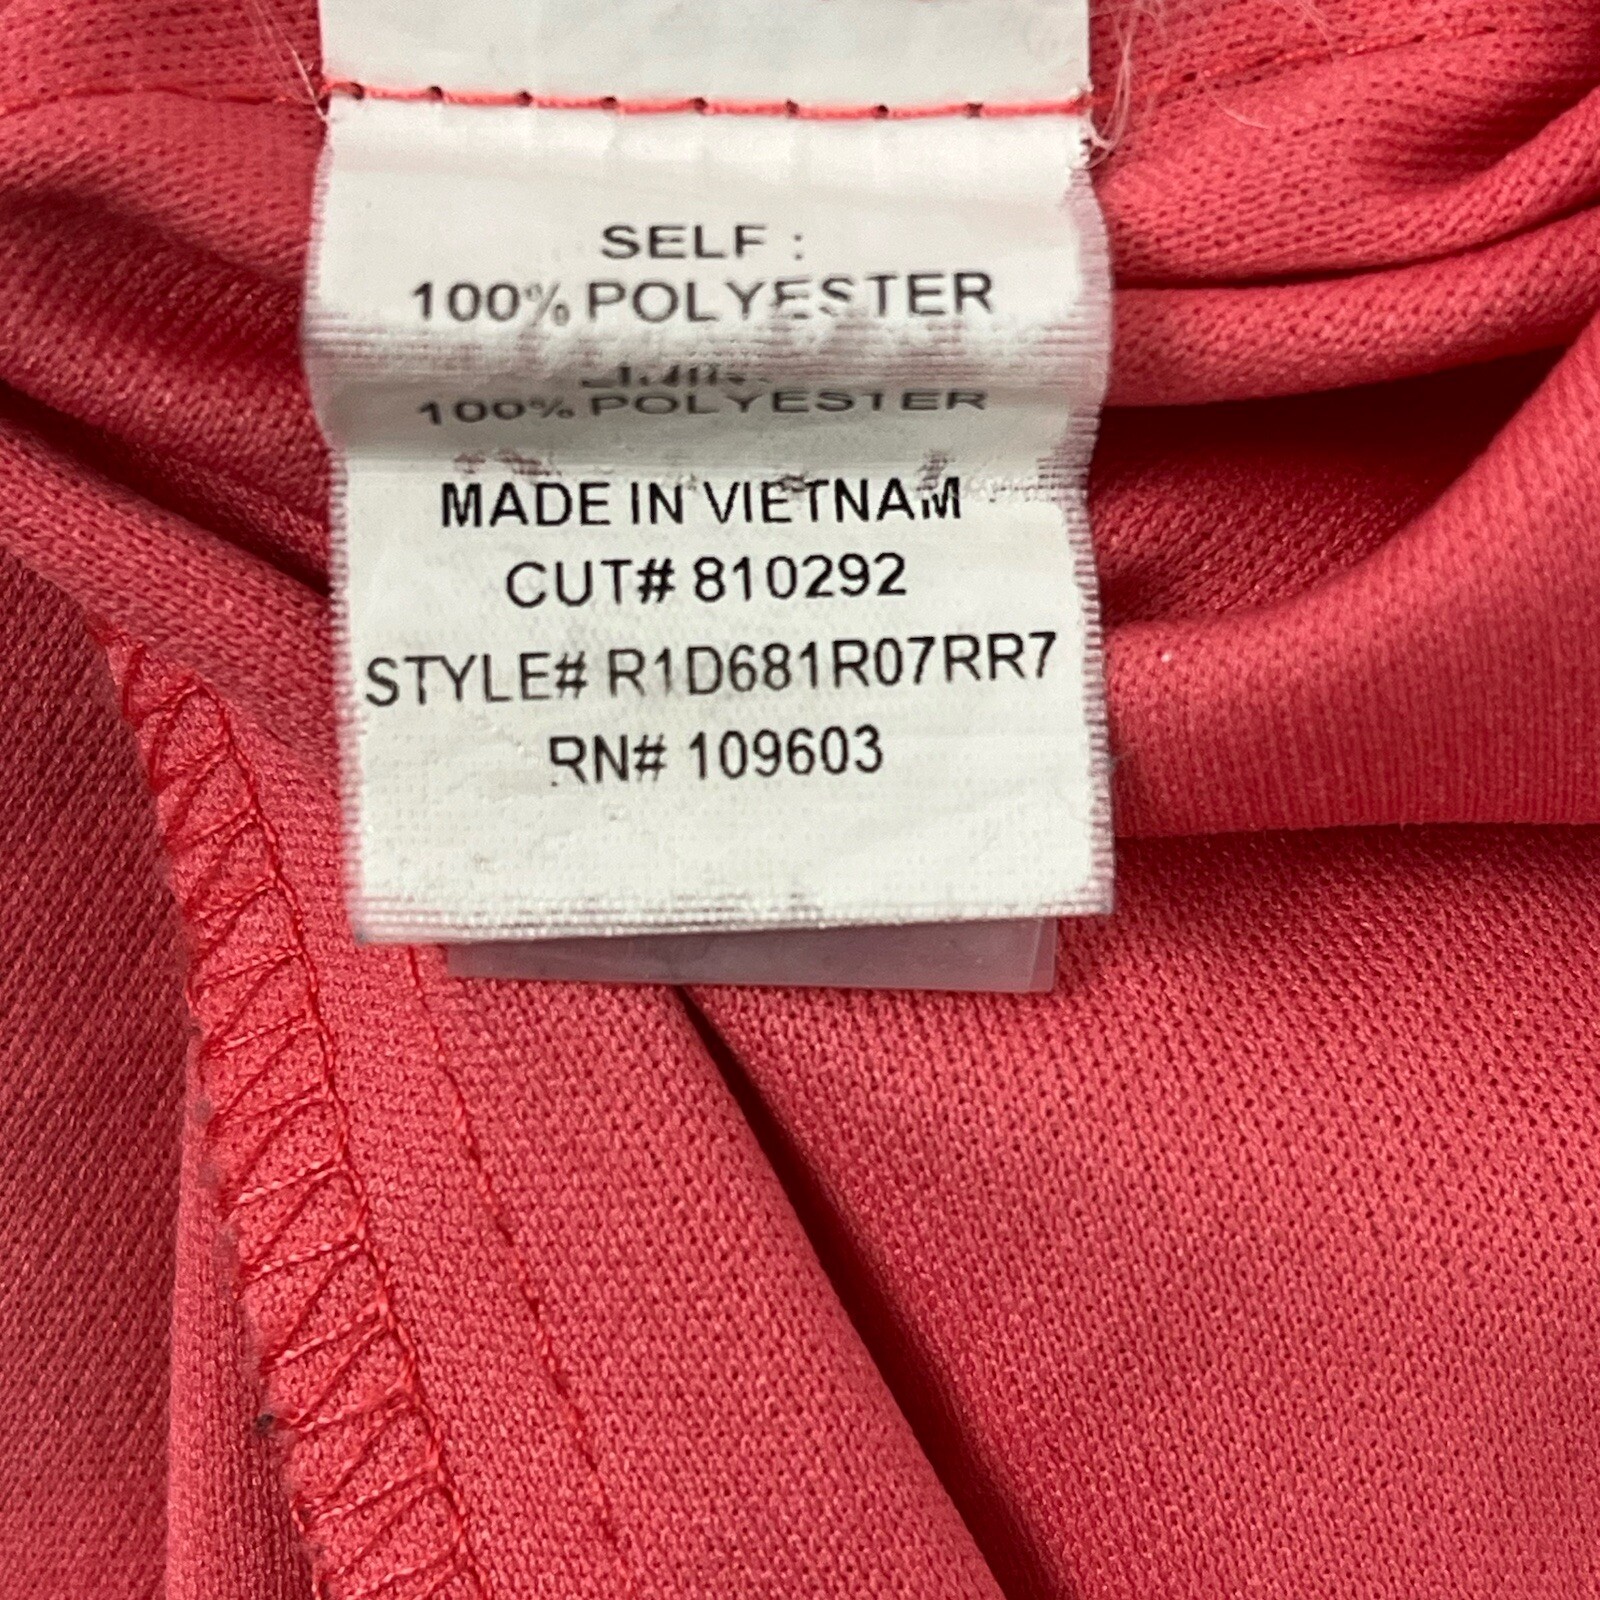 SELF :
100% POLYESTER
100% POLYESTER
MADE IN VIETNAM
CUT# 810292
STYLE# R1D681R07RR7
RN# 109603